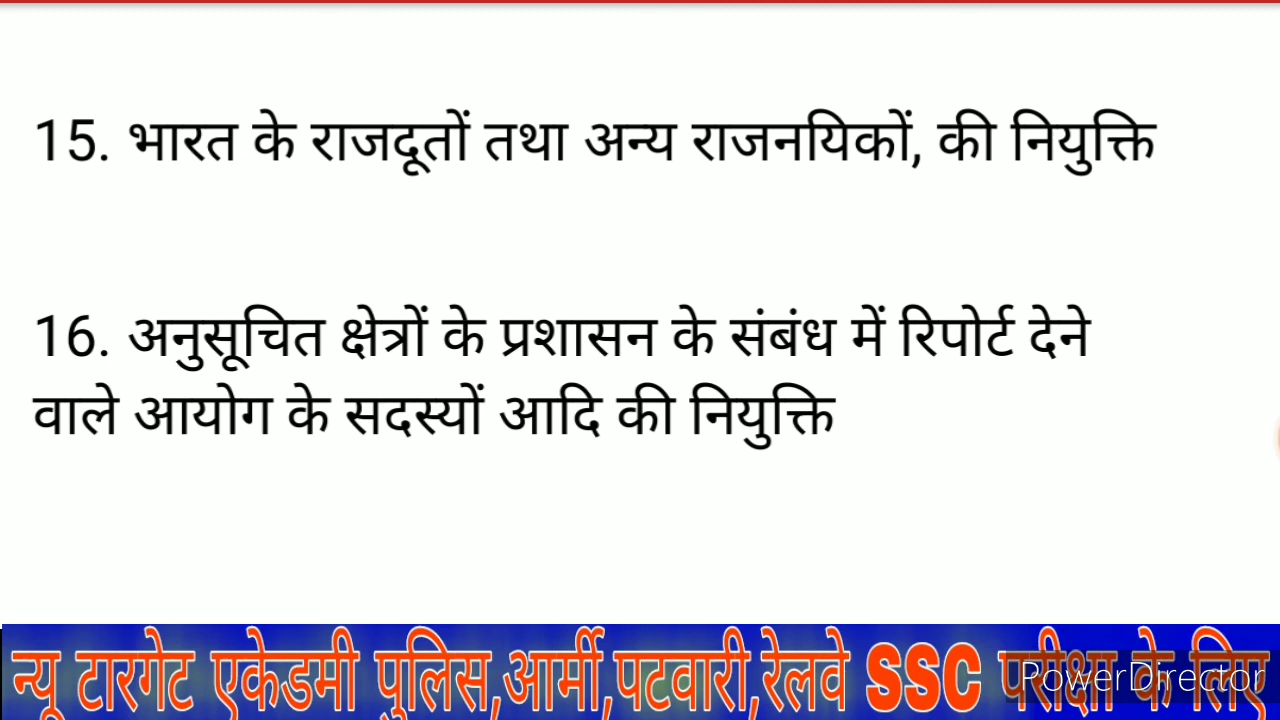 15. भारत के राजदूतों तथा अन्य राजनयिकों, की नियुक्ति
16. अनुसूचित क्षेत्रों के प्रशासन के संबंध में रिपोर्ट देने
वाले आयोग के सदस्यों आदि की नियुक्ति
न्यू टारगेट एकेडमी पुलिस,आर्मी,पटवारी,रेलवे SSC परीक्षा के लिए
PowerDirector